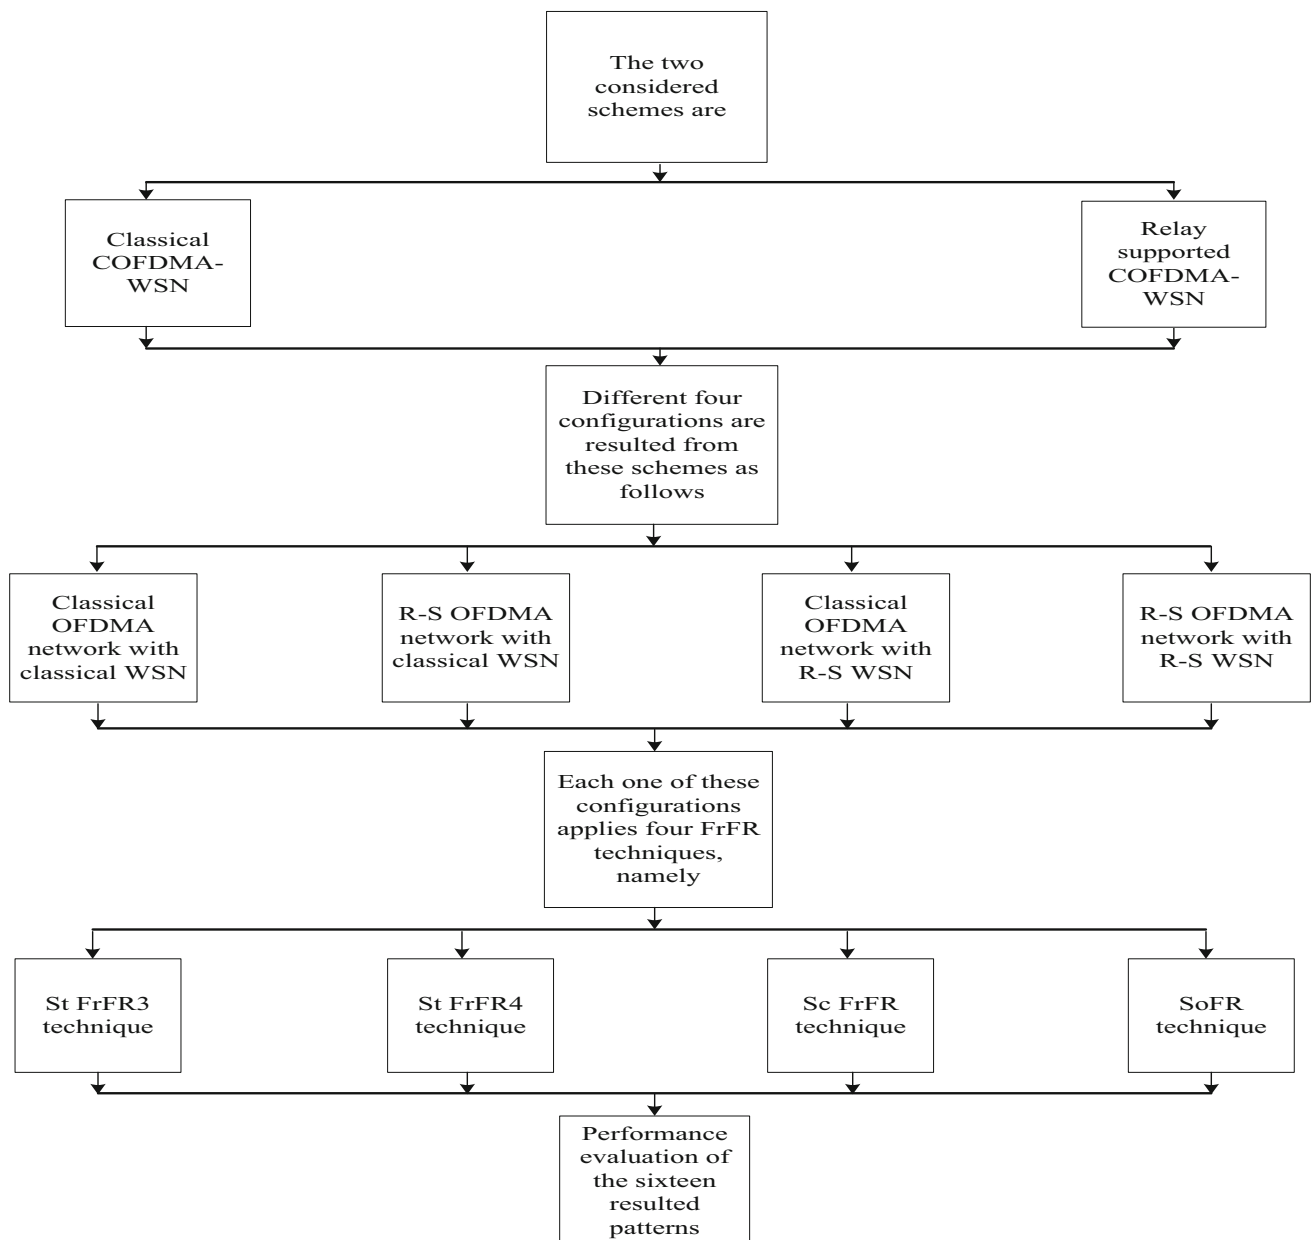 The two
considered
schemes are
Classical
COFDMA-
WSN
Relay
supported
COFDMA-
WSN
Different four
configurations are
resulted from
these schemes as
follows
Classical
OFDMA
network with
classical WSN
R-S OFDMA
network with
classical WSN
Classical
OFDMA
network with
R-S WSN
R-S OFDMA
network with
R-S WSN
Each one of these
configurations
applies four FrFR
techniques,
namely
St FrFR3
technique
St FrFR4
technique
Sc FrFR
technique
SoFR
technique
Performance
evaluation of
the sixteen
resulted
patterns